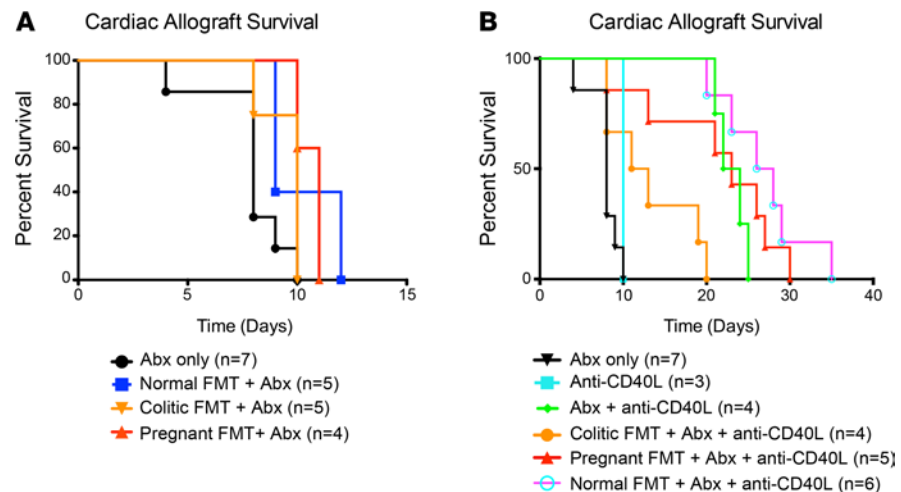 A
Cardiac Allograft Survival
Percent Survival
100
80
60
40
20
0
0 5 10 15
Time (Days)
Abx only (n=7)
Normal FMT + Abx (n=5)
Colitic FMT + Abx (n=5)
Pregnant FMT+ Abx (n=4)
B
Cardiac Allograft Survival
Percent Survival
100
50
0
0 10 20 30 40
Time (Days)
Abx only (n=7)
Anti-CD40L (n=3)
Abx + anti-CD40L (n=4)
Colitic FMT + Abx + anti-CD40L (n=4)
Pregnant FMT + Abx + anti-CD40L (n=5)
Normal FMT + Abx + anti-CD40L (n=6)